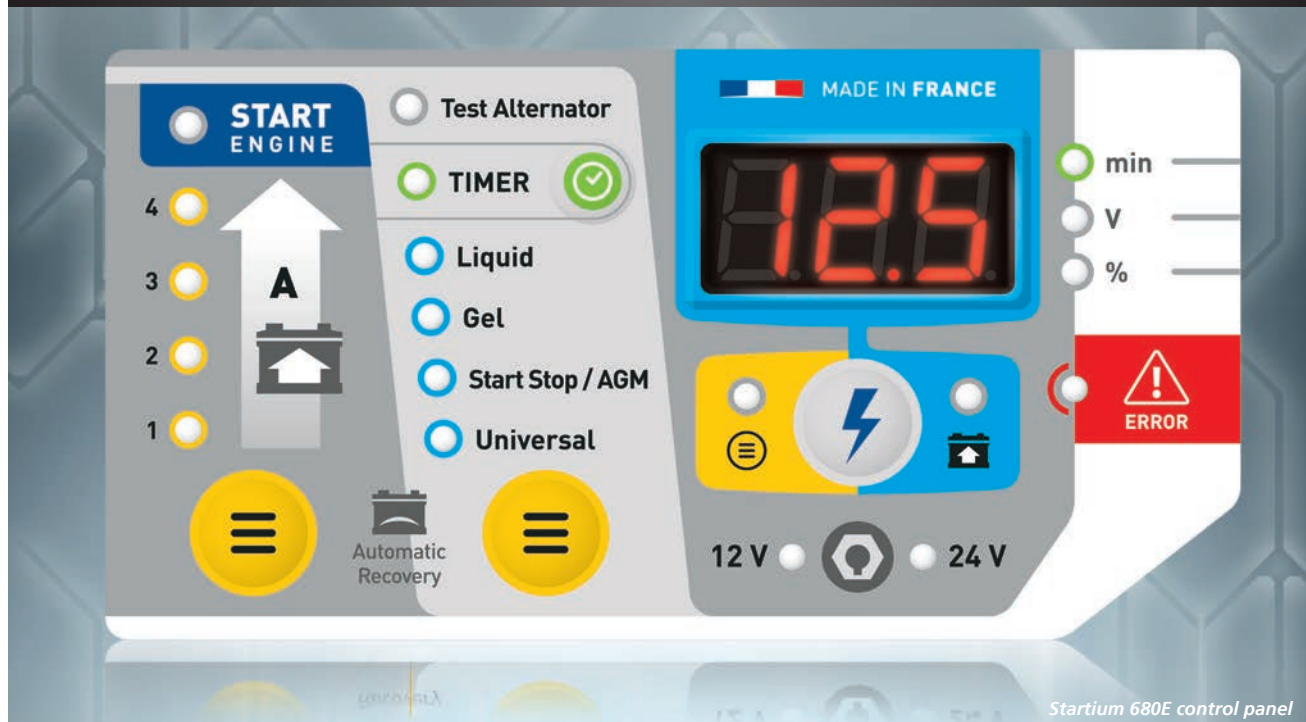 START
ENGINE
4
3
2
1
A
Automatic
Recovery
Test Alternator
TIMER
Liquid
Gel
Start Stop / AGM
Universal
MADE IN FRANCE
12.5
min
V
%
ERROR
12 V
24 V
Startium 680E control panel